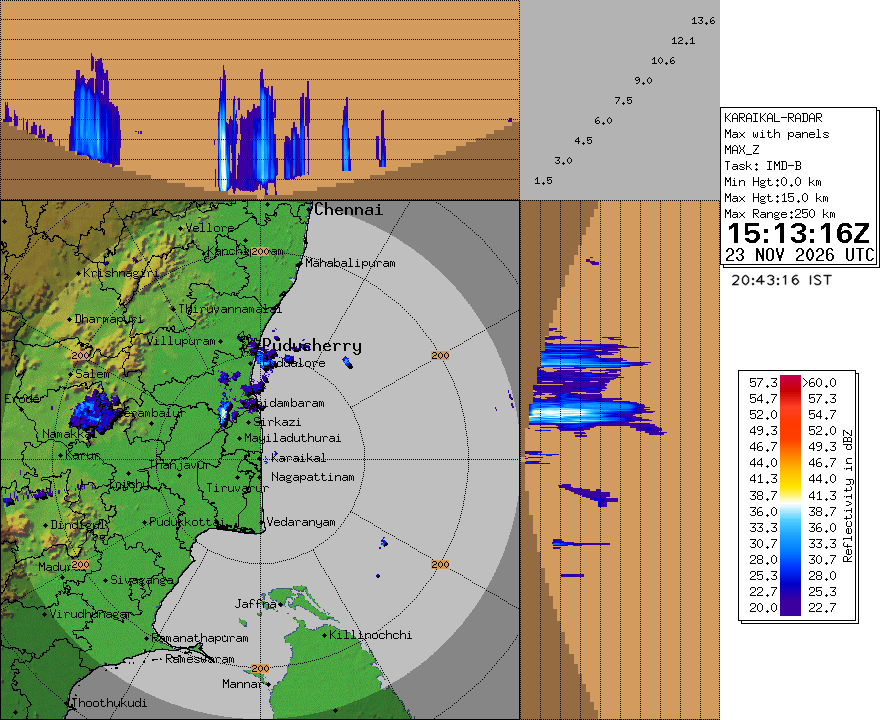 13.6
12.1
10.6
9.0
7.5
6.0
4.5
3.0
1.5
KARAIKAL-RADAR
Max with panels
MAX_Z
Task: IMD-B
Min Hgt:0.0 km
Max Hgt:15.0 km
Max Range:250 km
15:13:16Z
23 NOV 2026 UTC
20:43:16 IST
Chennai
Vellore
200
Mahabalipuram
Krishnagiri
Thiruvannamalai
Dharmapuri
Villupuram
Puducherry
200
200
Salem
Perambalur
Sirkazi
Namakkal
Mayiladuthurai
Karur
Karaikal
Thanjavur
Nagapattinam
Tiruvarur
Pudukkottai
Vedaranyam
Dindigul
200
200
Sivaganga
Jaffna
Virudhunagar
Killinochchi
Ramanathapuram
Rameswaram
200
Mannar
Thoothukudi
57.3 >60.0
54.7 57.3
52.0 54.7
49.3 52.0
46.7 49.3
44.0 46.7
41.3 44.0
38.7 41.3
36.0 38.7
33.3 36.0
30.7 33.3
28.0 30.7
25.3 28.0
22.7 25.3
20.0 22.7
Reflectivity in dBZ